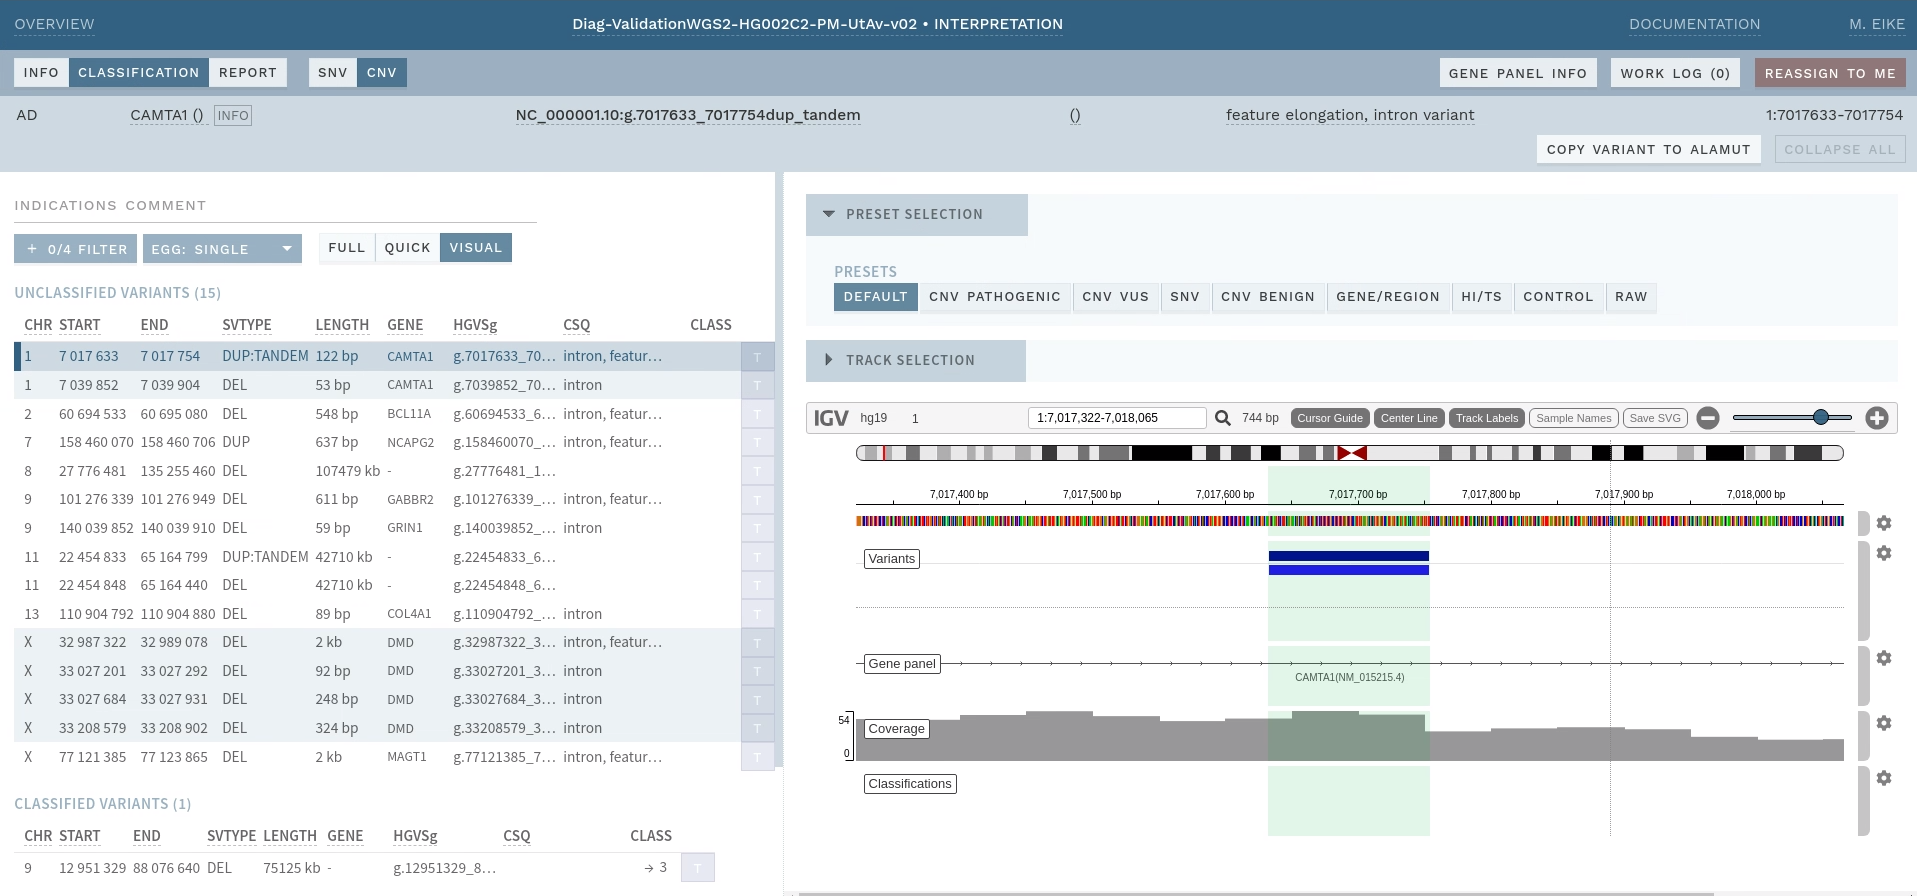 OVERVIEW Diag-ValidationWGS2-HG002C2-PM-UtAv-v02 • INTERPRETATION DOCUMENTATION M. EIKE
INFO CLASSIFICATION REPORT SNV CNV GENE PANEL INFO WORK LOG (0) REASSIGN TO ME
AD CAMTA1 () INFO NC_000001.10:g.7017633_7017754dup_tandem () feature elongation, intron variant 1:7017633-7017754
COPY VARIANT TO ALAMUT COLLAPSE ALL
INDICATIONS COMMENT
+ 0/4 FILTER EGG: SINGLE FULL QUICK VISUAL
UNCLASSIFIED VARIANTS (15)
CHR START END SVTYPE LENGTH GENE HGVSg CSQ CLASS
1 7 017 633 7 017 754 DUP:TANDEM 122 bp CAMTA1 g.7017633_70… intron, featur… T
1 7 039 852 7 039 904 DEL 53 bp CAMTA1 g.7039852_70… intron T
2 60 694 533 60 695 080 DEL 548 bp BCL11A g.60694533_6… intron, featur… T
7 158 460 070 158 460 706 DUP 637 bp NCAPG2 g.158460070_… intron, featur… T
8 27 776 481 135 255 460 DEL 107479 kb - g.27776481_1… T
9 101 276 339 101 276 949 DEL 611 bp GABBR2 g.101276339_… intron, featur… T
9 140 039 852 140 039 910 DEL 59 bp GRIN1 g.140039852_… intron T
11 22 454 833 65 164 799 DUP:TANDEM 42710 kb - g.22454833_6… T
11 22 454 848 65 164 440 DEL 42710 kb - g.22454848_6… T
13 110 904 792 110 904 880 DEL 89 bp COL4A1 g.110904792_… intron T
X 32 987 322 32 989 078 DEL 2 kb DMD g.32987322_3… intron, featur… T
X 33 027 201 33 027 292 DEL 92 bp DMD g.33027201_3… intron T
X 33 027 684 33 027 931 DEL 248 bp DMD g.33027684_3… intron T
X 33 208 579 33 208 902 DEL 324 bp DMD g.33208579_3… intron T
X 77 121 385 77 123 865 DEL 2 kb MAGT1 g.77121385_7… intron, featur… T
CLASSIFIED VARIANTS (1)
CHR START END SVTYPE LENGTH GENE HGVSg CSQ CLASS
9 12 951 329 88 076 640 DEL 75125 kb - g.12951329_8… → 3 T
PRESET SELECTION
PRESETS
DEFAULT CNV PATHOGENIC CNV VUS SNV CNV BENIGN GENE/REGION HI/TS CONTROL RAW
TRACK SELECTION
IGV hg19 1 1:7,017,322-7,018,065 744 bp Cursor Guide Center Line Track Labels Sample Names Save SVG
7,017,400 bp 7,017,500 bp 7,017,600 bp 7,017,700 bp 7,017,800 bp 7,017,900 bp 7,018,000 bp
Variants
Gene panel
CAMTA1(NM_015215.4)
54
Coverage
0
Classifications